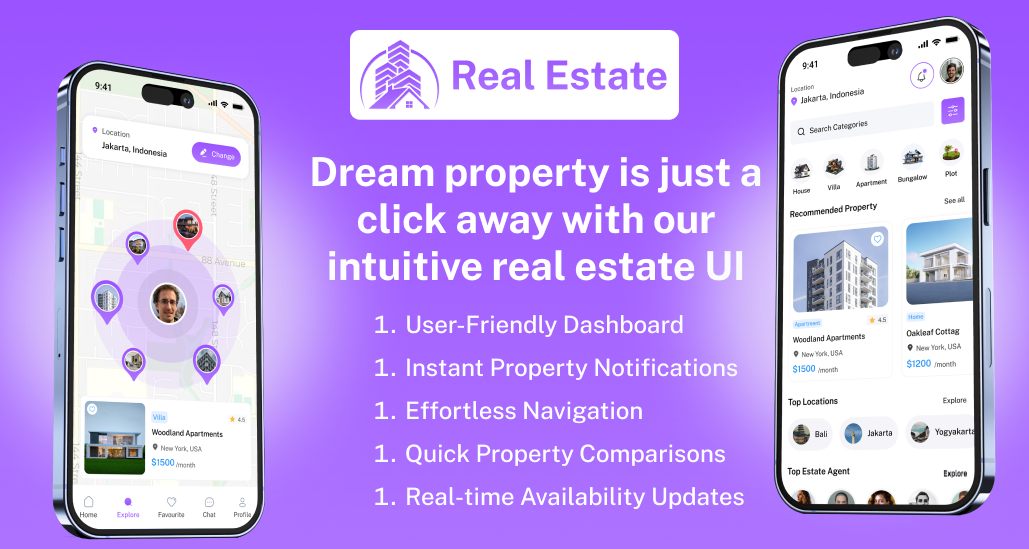 Real Estate
Dream property is just a
click away with our
intuitive real estate UI
1. User-Friendly Dashboard
1. Instant Property Notifications
1. Effortless Navigation
1. Quick Property Comparisons
1. Real-time Availability Updates
9:41
Location
Jakarta, Indonesia
Change
48 Street
88 Avenue
144 Street
Villa
4.5
Woodland Apartments
New York, USA
$1500 /month
Home
Explore
Favourite
Chat
Profile
9:41
Location
Jakarta, Indonesia
Search Categories
House
Villa
Apartment
Bungalow
Plot
Recommended Property
See all
Apartment
4.5
Woodland Apartments
New York, USA
$1500 /month
Home
Oakleaf Cottag
New York, USA
$1200 /month
Top Locations
Explore
Bali
Jakarta
Yogyakarta
Top Estate Agent
Explore